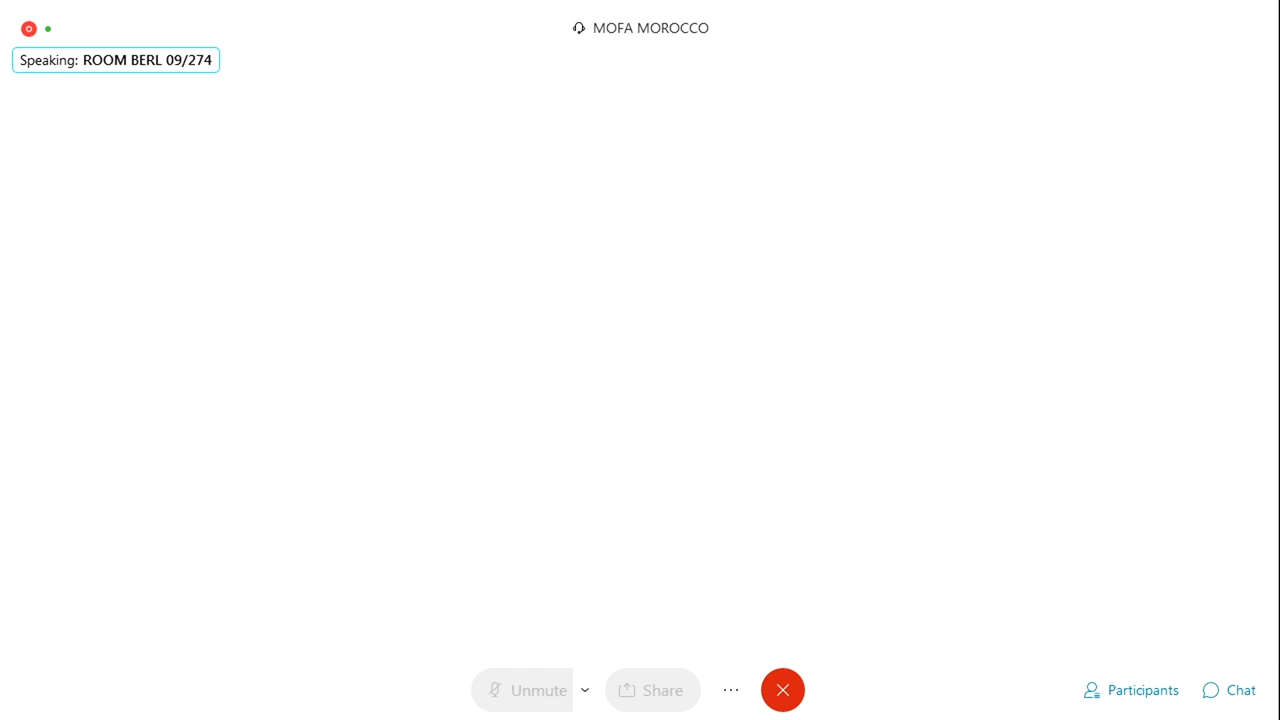 MOFA MOROCCO
Speaking: ROOM BERL 09/274
Unmute
Share
Participants
Chat